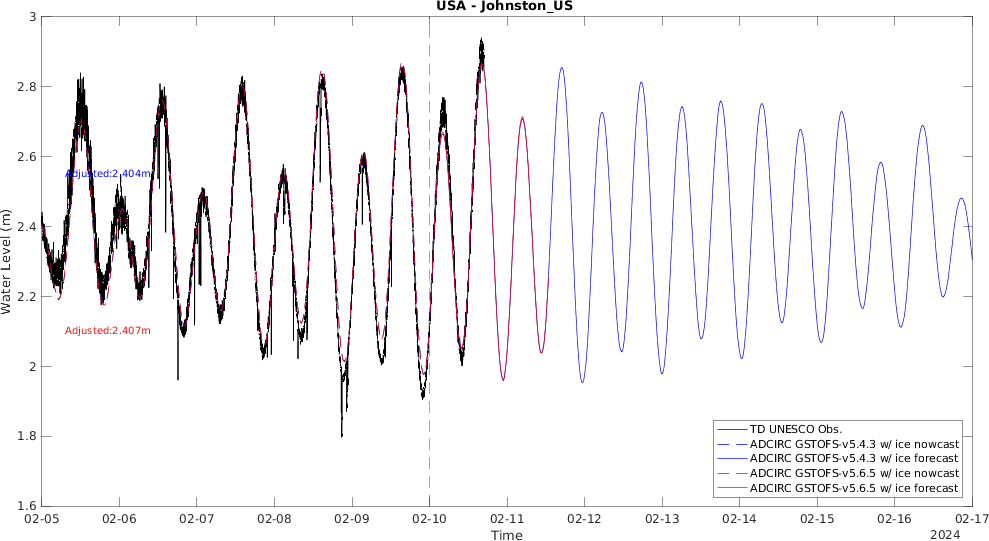 USA - Johnston_US
3
2.8
2.6
2.4
2.2
2
1.8
1.6
Water Level (m)
Adjusted:2.404m
Adjusted:2.407m
TD UNESCO Obs.
ADCIRC GSTOFS-v5.4.3 w/ ice nowcast
ADCIRC GSTOFS-v5.4.3 w/ ice forecast
ADCIRC GSTOFS-v5.6.5 w/ ice nowcast
ADCIRC GSTOFS-v5.6.5 w/ ice forecast
02-05 02-06 02-07 02-08 02-09 02-10 02-11 02-12 02-13 02-14 02-15 02-16 02-17
Time
2024